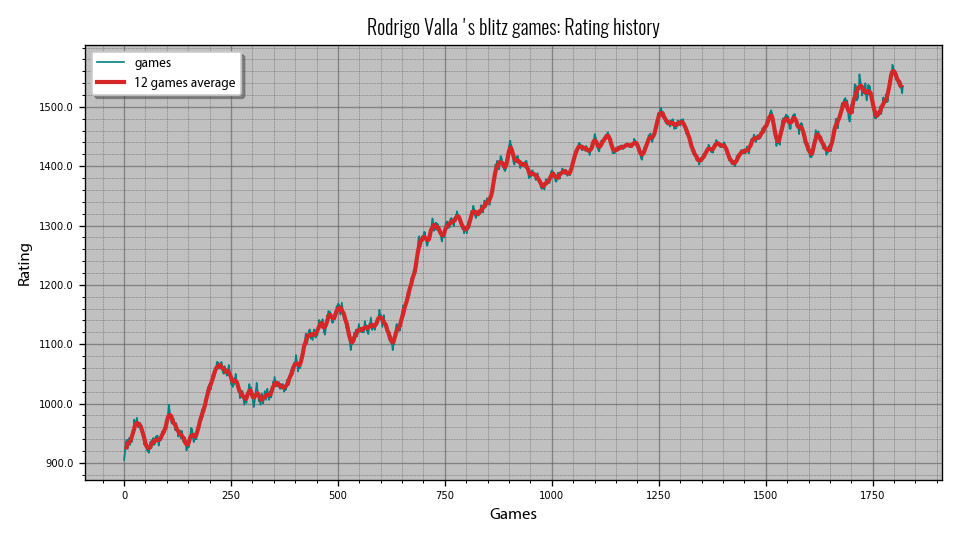 Rodrigo Valla 's blitz games: Rating history
games
12 games average
Rating
1500.0
1400.0
1300.0
1200.0
1100.0
1000.0
900.0
0 250 500 750 1000 1250 1500 1750
Games